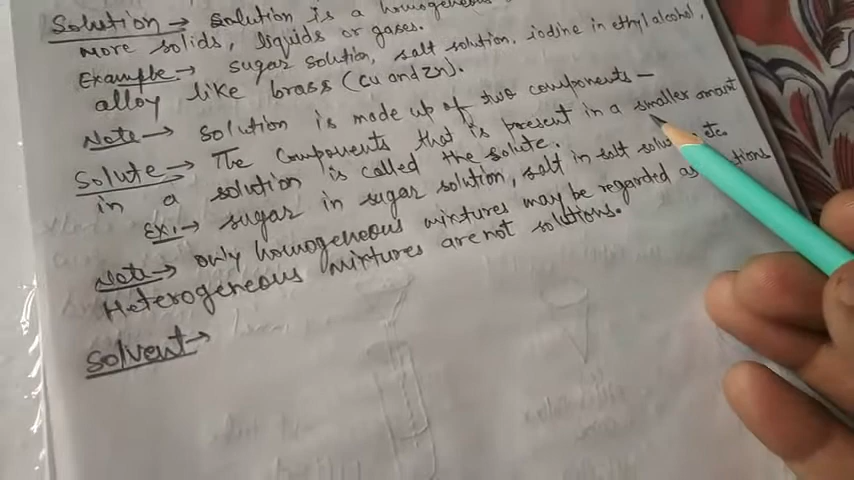 Solution → Solution is a homogeneous
more solids, liquids or gases.
Example → sugar solution, salt solution, iodine in ethyl alcohol,
alloy like brass (Cu and Zn).
Note → Solution is made up of two components —
Solute → The components that is present in a smaller amount
in a solution is called the solute.
Ex:→ sugar in sugar solution, salt in salt etc.
Note → only homogeneous mixtures may be regarded as
Heterogeneous mixtures are not solutions.
Solvent →